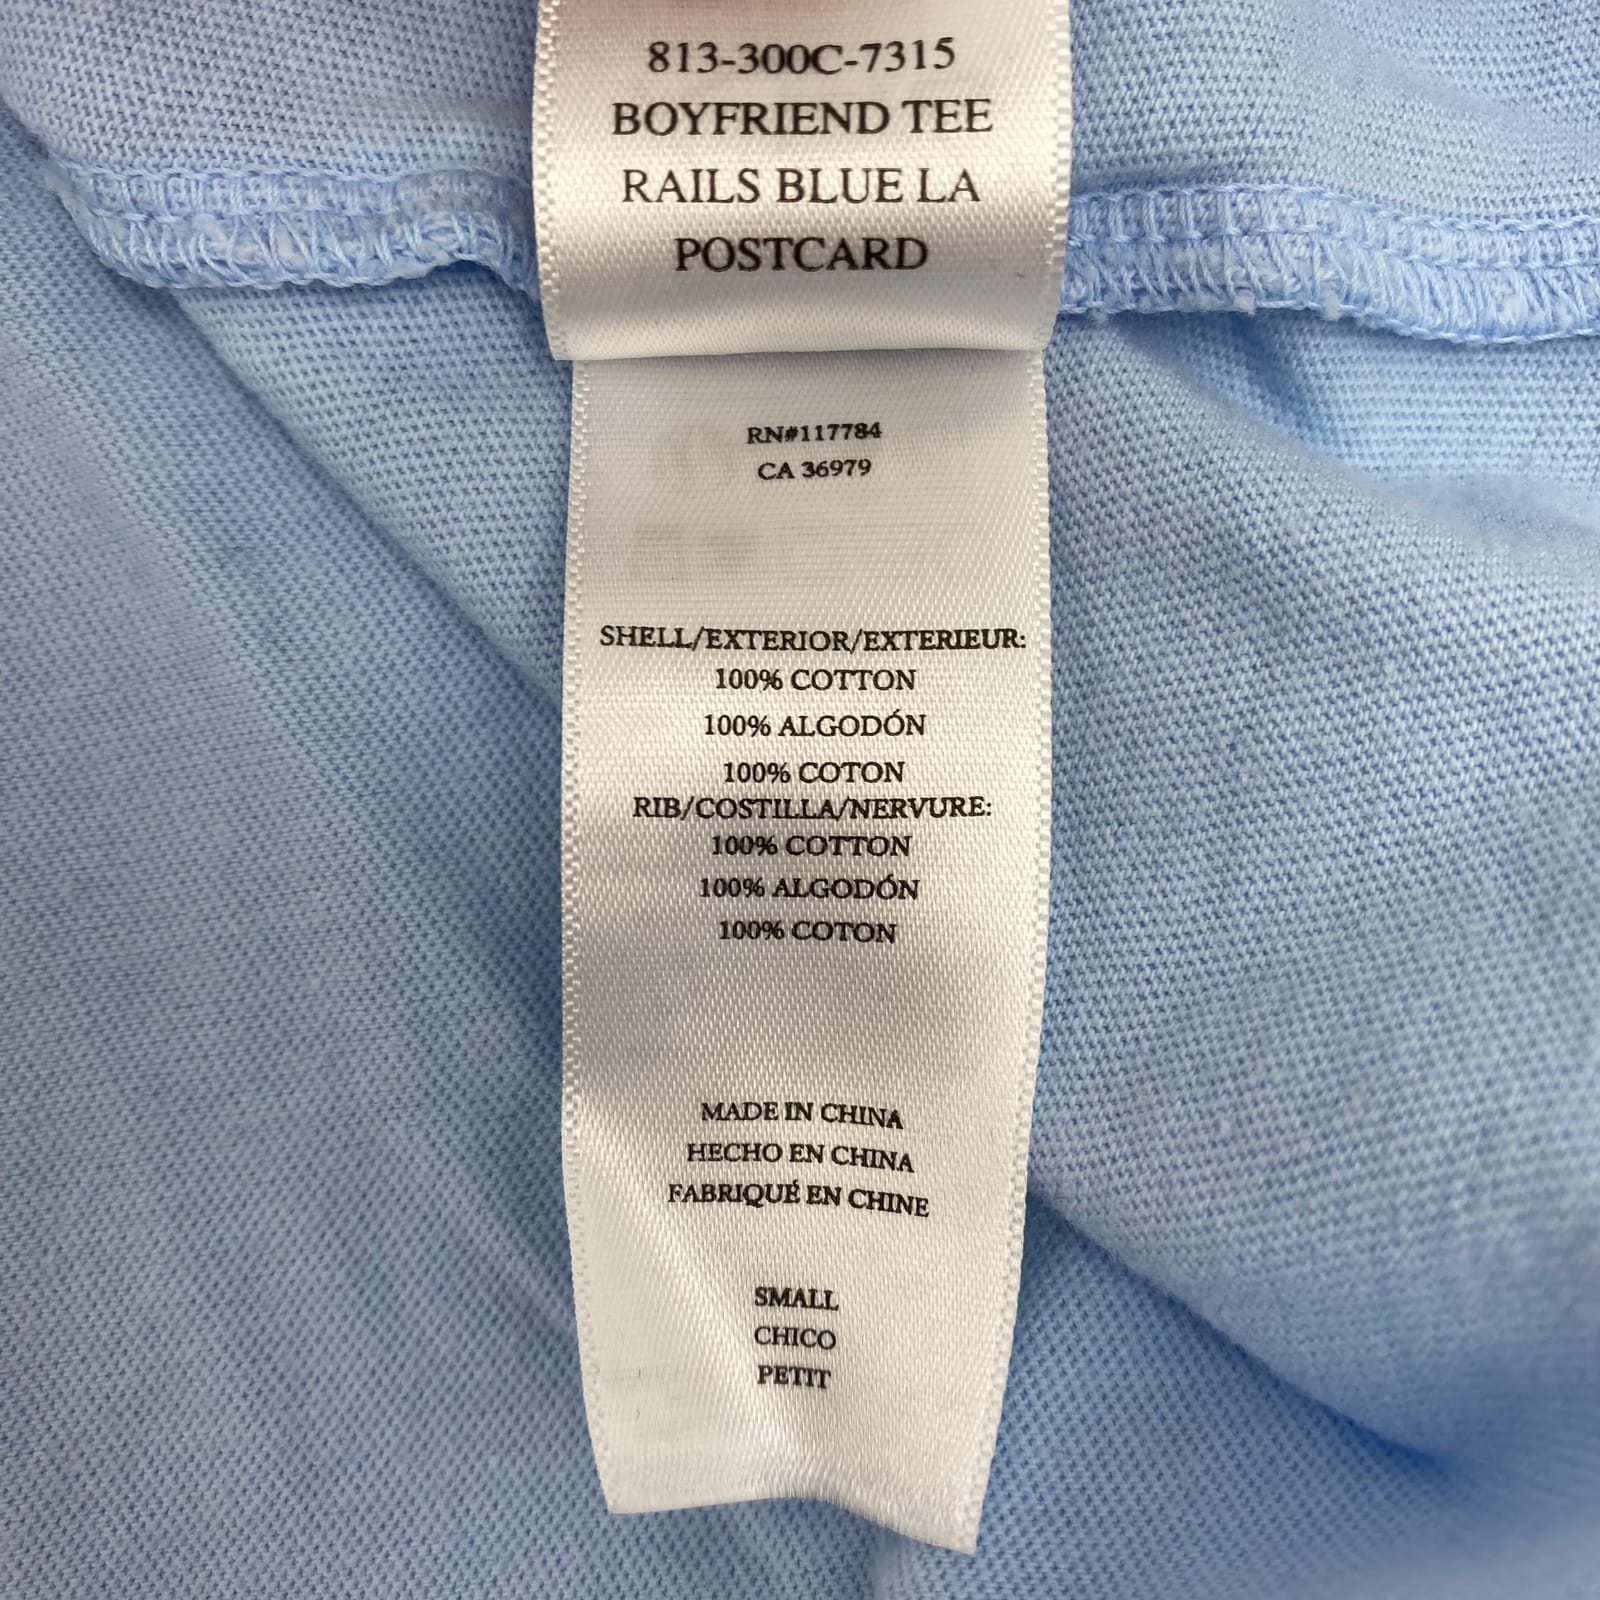 813-300C-7315
BOYFRIEND TEE
RAILS BLUE LA
POSTCARD
RN#117784
CA 36979
SHELL/EXTERIOR/EXTERIEUR:
100% COTTON
100% ALGODÓN
100% COTON
RIB/COSTILLA/NERVURE:
100% COTTON
100% ALGODÓN
100% COTON
MADE IN CHINA
HECHO EN CHINA
FABRIQUÉ EN CHINE
SMALL
CHICO
PETIT